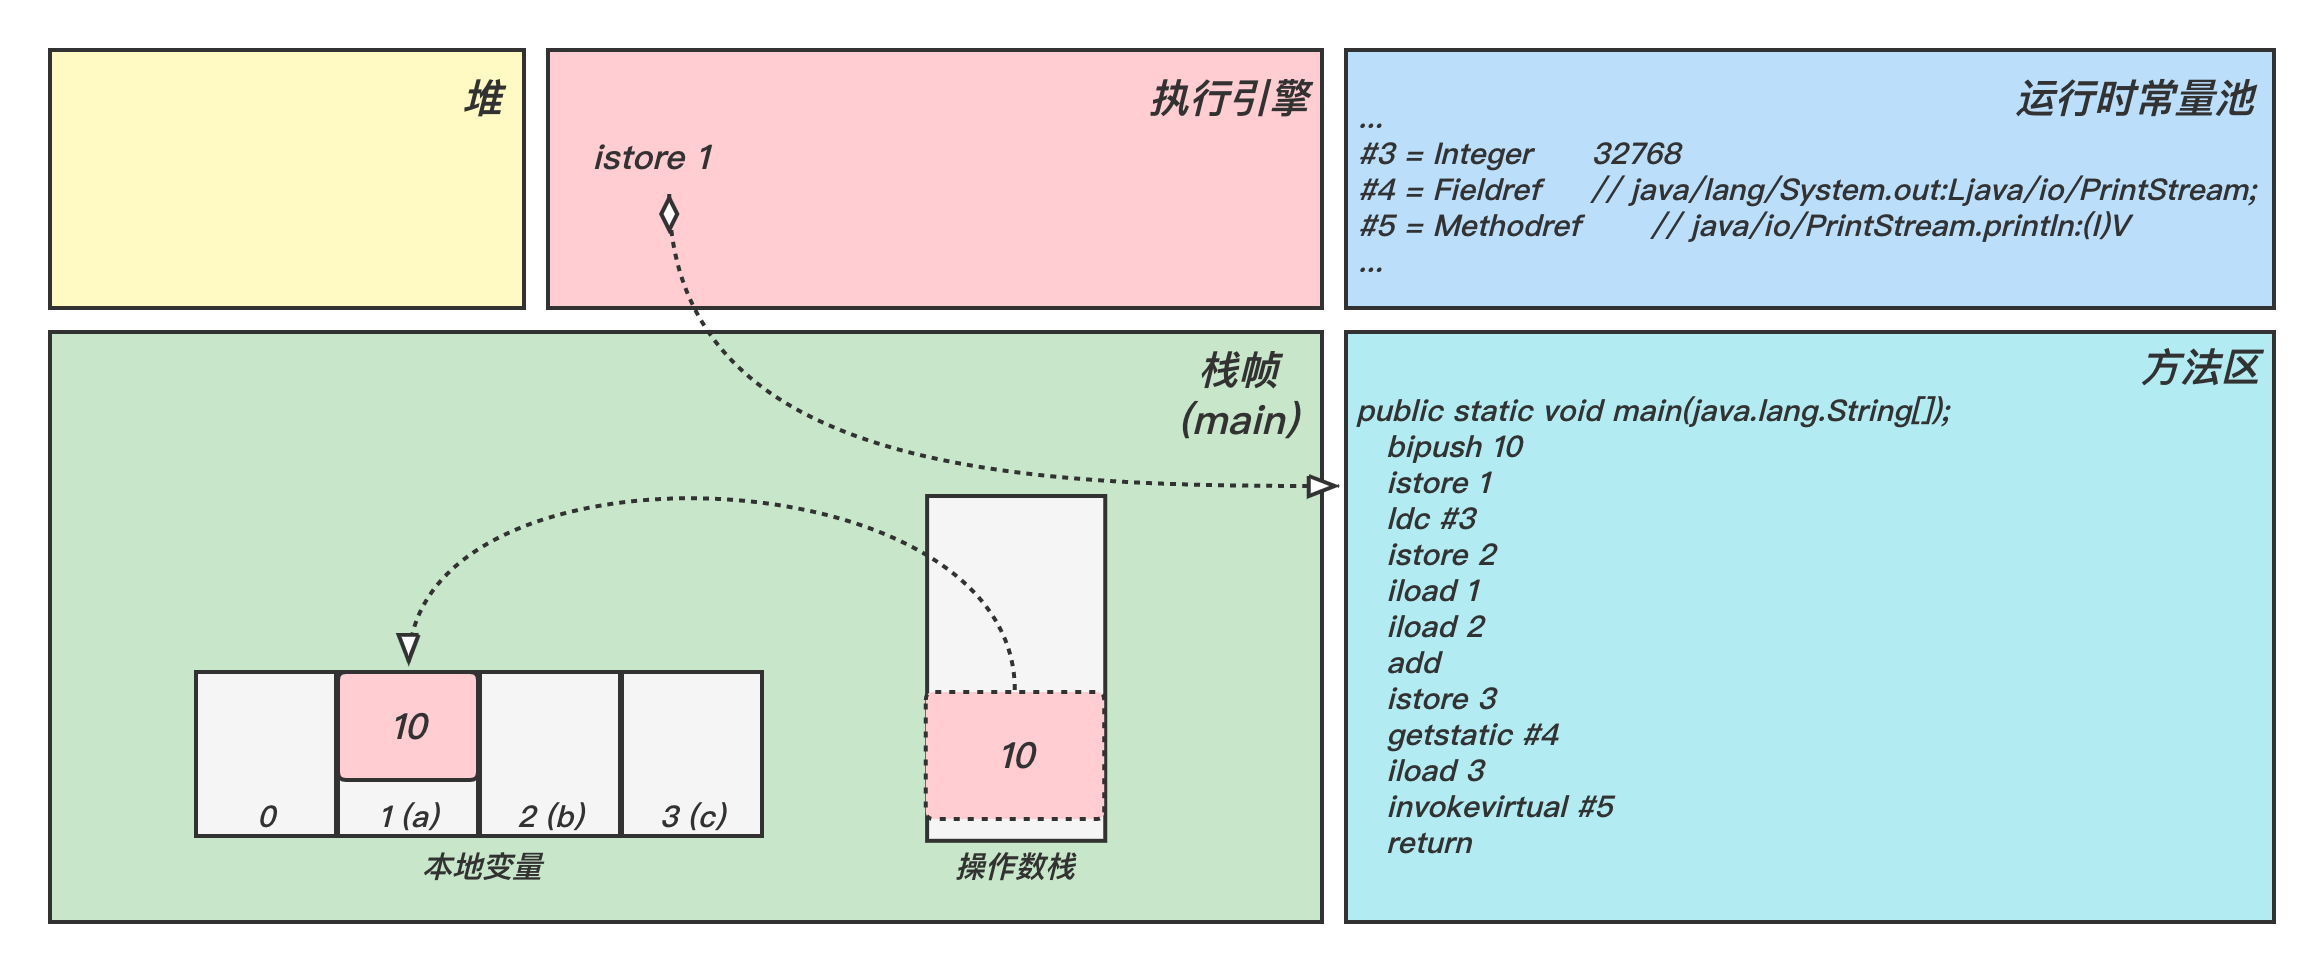 堆
执行引擎
istore 1
运行时常量池
...
#3 = Integer 32768
#4 = Fieldref // java/lang/System.out:Ljava/io/PrintStream;
#5 = Methodref // java/io/PrintStream.println:(I)V
...
栈帧
(main)
10
0
1 (a)
2 (b)
3 (c)
本地变量
10
操作数栈
方法区
public static void main(java.lang.String[]);
bipush 10
istore 1
ldc #3
istore 2
iload 1
iload 2
add
istore 3
getstatic #4
iload 3
invokevirtual #5
return